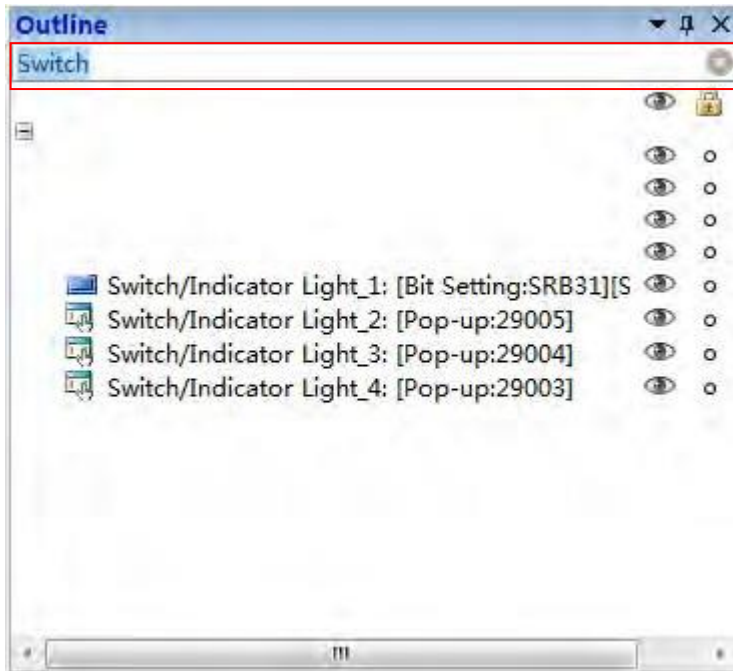 Outline
Switch
Switch/Indicator Light_1: [Bit Setting:SRB31][S
Switch/Indicator Light_2: [Pop-up:29005]
Switch/Indicator Light_3: [Pop-up:29004]
Switch/Indicator Light_4: [Pop-up:29003]